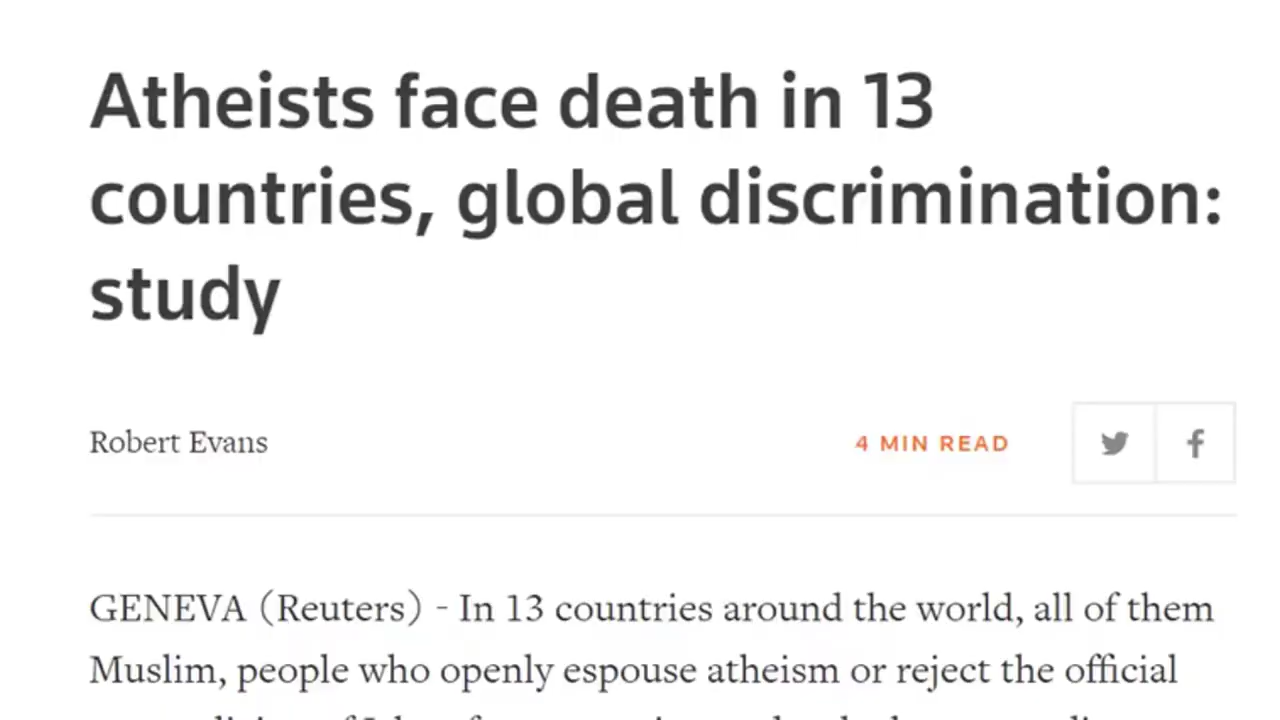 Atheists face death in 13
countries, global discrimination:
study
Robert Evans
4 MIN READ
GENEVA (Reuters) - In 13 countries around the world, all of them
Muslim, people who openly espouse atheism or reject the official